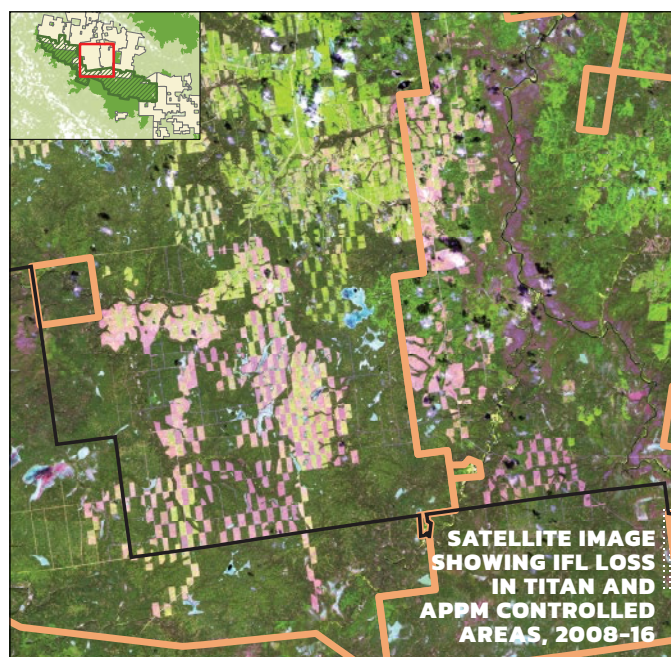 SATELLITE IMAGE
SHOWING IFL LOSS
IN TITAN AND
APPM CONTROLLED
AREAS, 2008-16